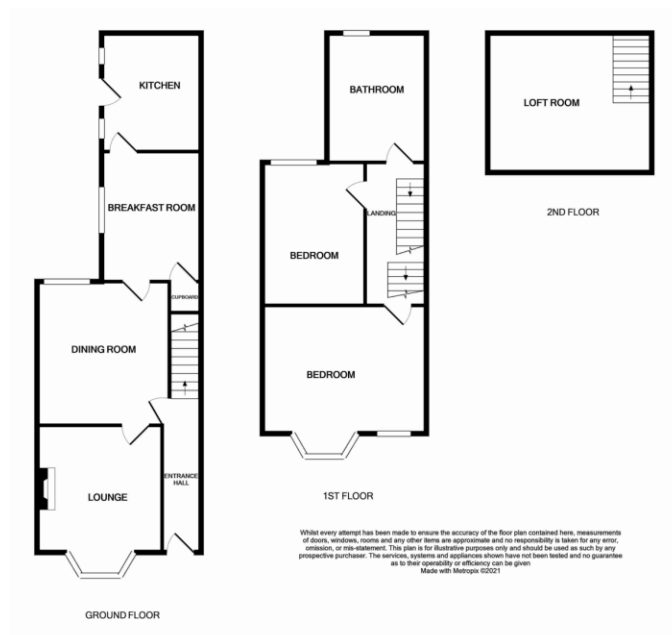 KITCHEN
BREAKFAST ROOM
CUPBOARD
DINING ROOM
ENTRANCE
HALL
LOUNGE
GROUND FLOOR
BATHROOM
LANDING
BEDROOM
BEDROOM
1ST FLOOR
LOFT ROOM
2ND FLOOR
Whilst every attempt has been made to ensure the accuracy of the floor plan contained here, measurements
of doors, windows, rooms and any other items are approximate and no responsibility is taken for any error,
omission, or mis-statement. This plan is for illustrative purposes only and should be used as such by any
prospective purchaser. The services, systems and appliances shown have not been tested and no guarantee
as to their operability or efficiency can be given
Made with Metropix ©2021